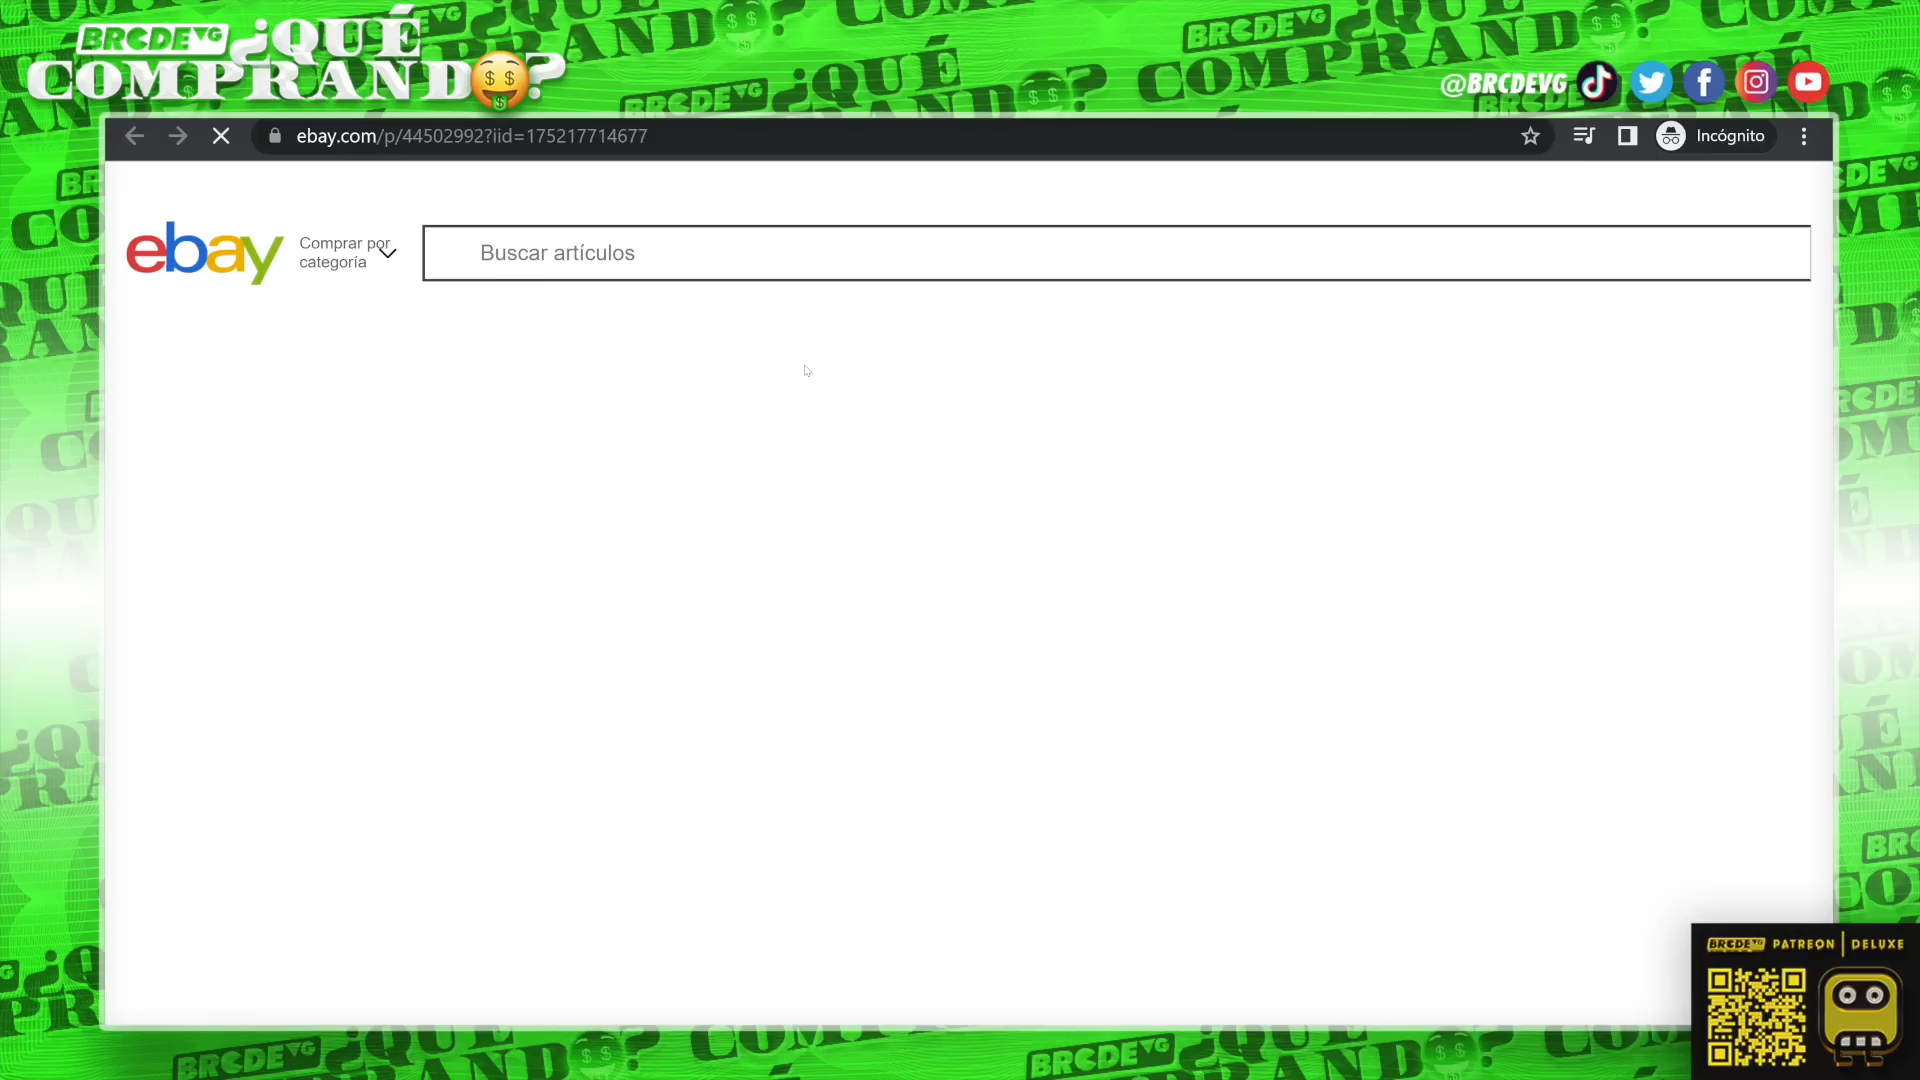 BRCDEVG ¿QUÉ
COMPRANDO?
@BRCDEVG
ebay.com/p/44502992?iid=175217714677
Incógnito
ebay
Comprar por
categoría
Buscar artículos
BRCDEVG PATREON | DELUXE